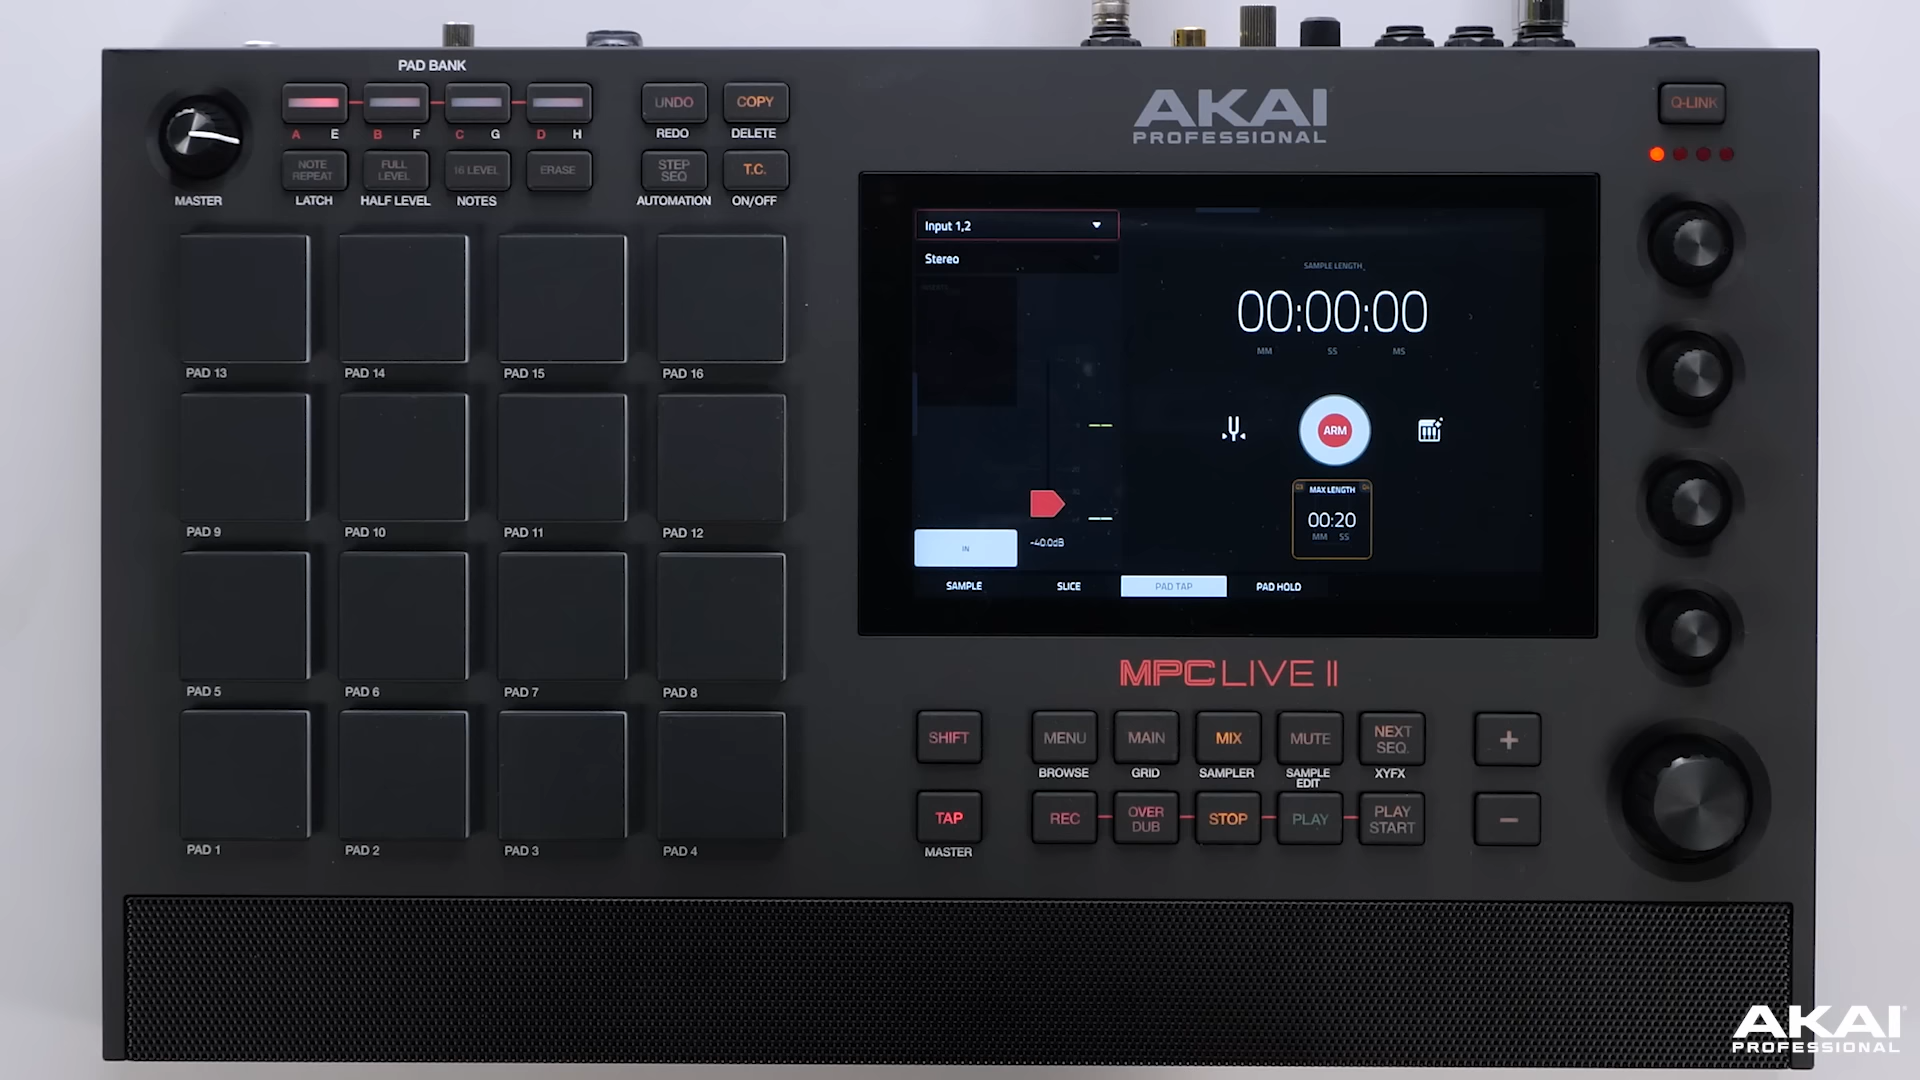 PAD BANK
A E B F C G D H
UNDO COPY
REDO DELETE
NOTE REPEAT
FULL LEVEL
16 LEVEL
ERASE
STEP SEQ
T.C.
MASTER
LATCH
HALF LEVEL
NOTES
AUTOMATION
ON/OFF
PAD 13 PAD 14 PAD 15 PAD 16
PAD 9 PAD 10 PAD 11 PAD 12
PAD 5 PAD 6 PAD 7 PAD 8
PAD 1 PAD 2 PAD 3 PAD 4
AKAI
PROFESSIONAL
Q-LINK
Input 1,2
Stereo
SAMPLE LENGTH
00:00:00
MM SS MS
ARM
MAX LENGTH
00:20
MM SS
IN
-40.0dB
SAMPLE SLICE PAD TAP PAD HOLD
MPC LIVE II
SHIFT
MENU
MAIN
MIX
MUTE
NEXT SEQ.
+
BROWSE
GRID
SAMPLER
SAMPLE EDIT
XYFX
TAP
REC
OVER DUB
STOP
PLAY
PLAY START
−
MASTER
AKAI
PROFESSIONAL